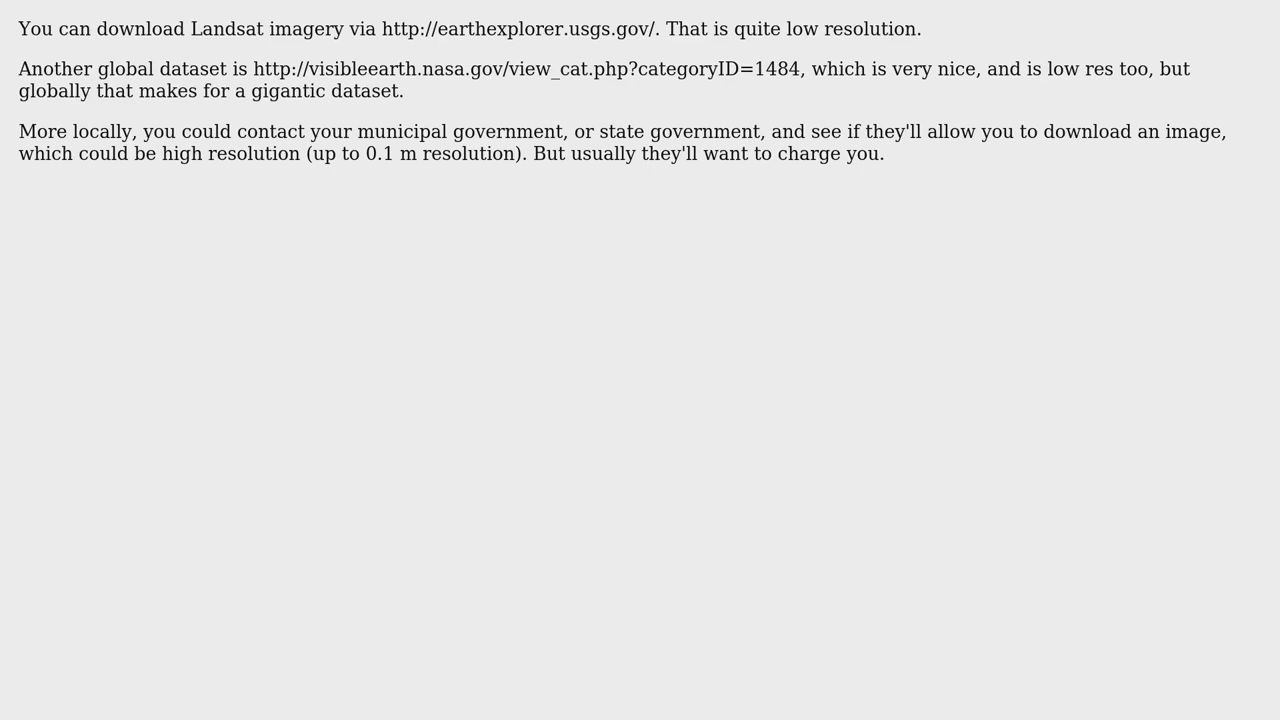 You can download Landsat imagery via http://earthexplorer.usgs.gov/. That is quite low resolution.
Another global dataset is http://visibleearth.nasa.gov/view_cat.php?categoryID=1484, which is very nice, and is low res too, but
globally that makes for a gigantic dataset.
More locally, you could contact your municipal government, or state government, and see if they'll allow you to download an image,
which could be high resolution (up to 0.1 m resolution). But usually they'll want to charge you.